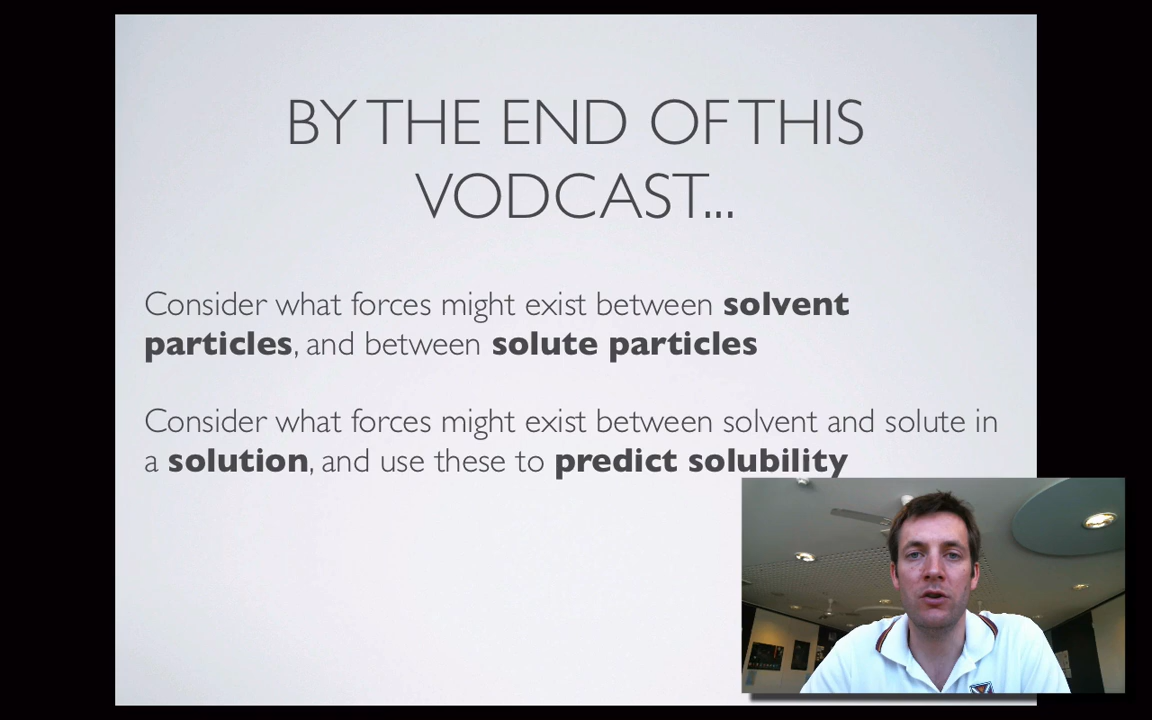 BY THE END OF THIS
VODCAST...
Consider what forces might exist between solvent
particles, and between solute particles
Consider what forces might exist between solvent and solute in
a solution, and use these to predict solubility